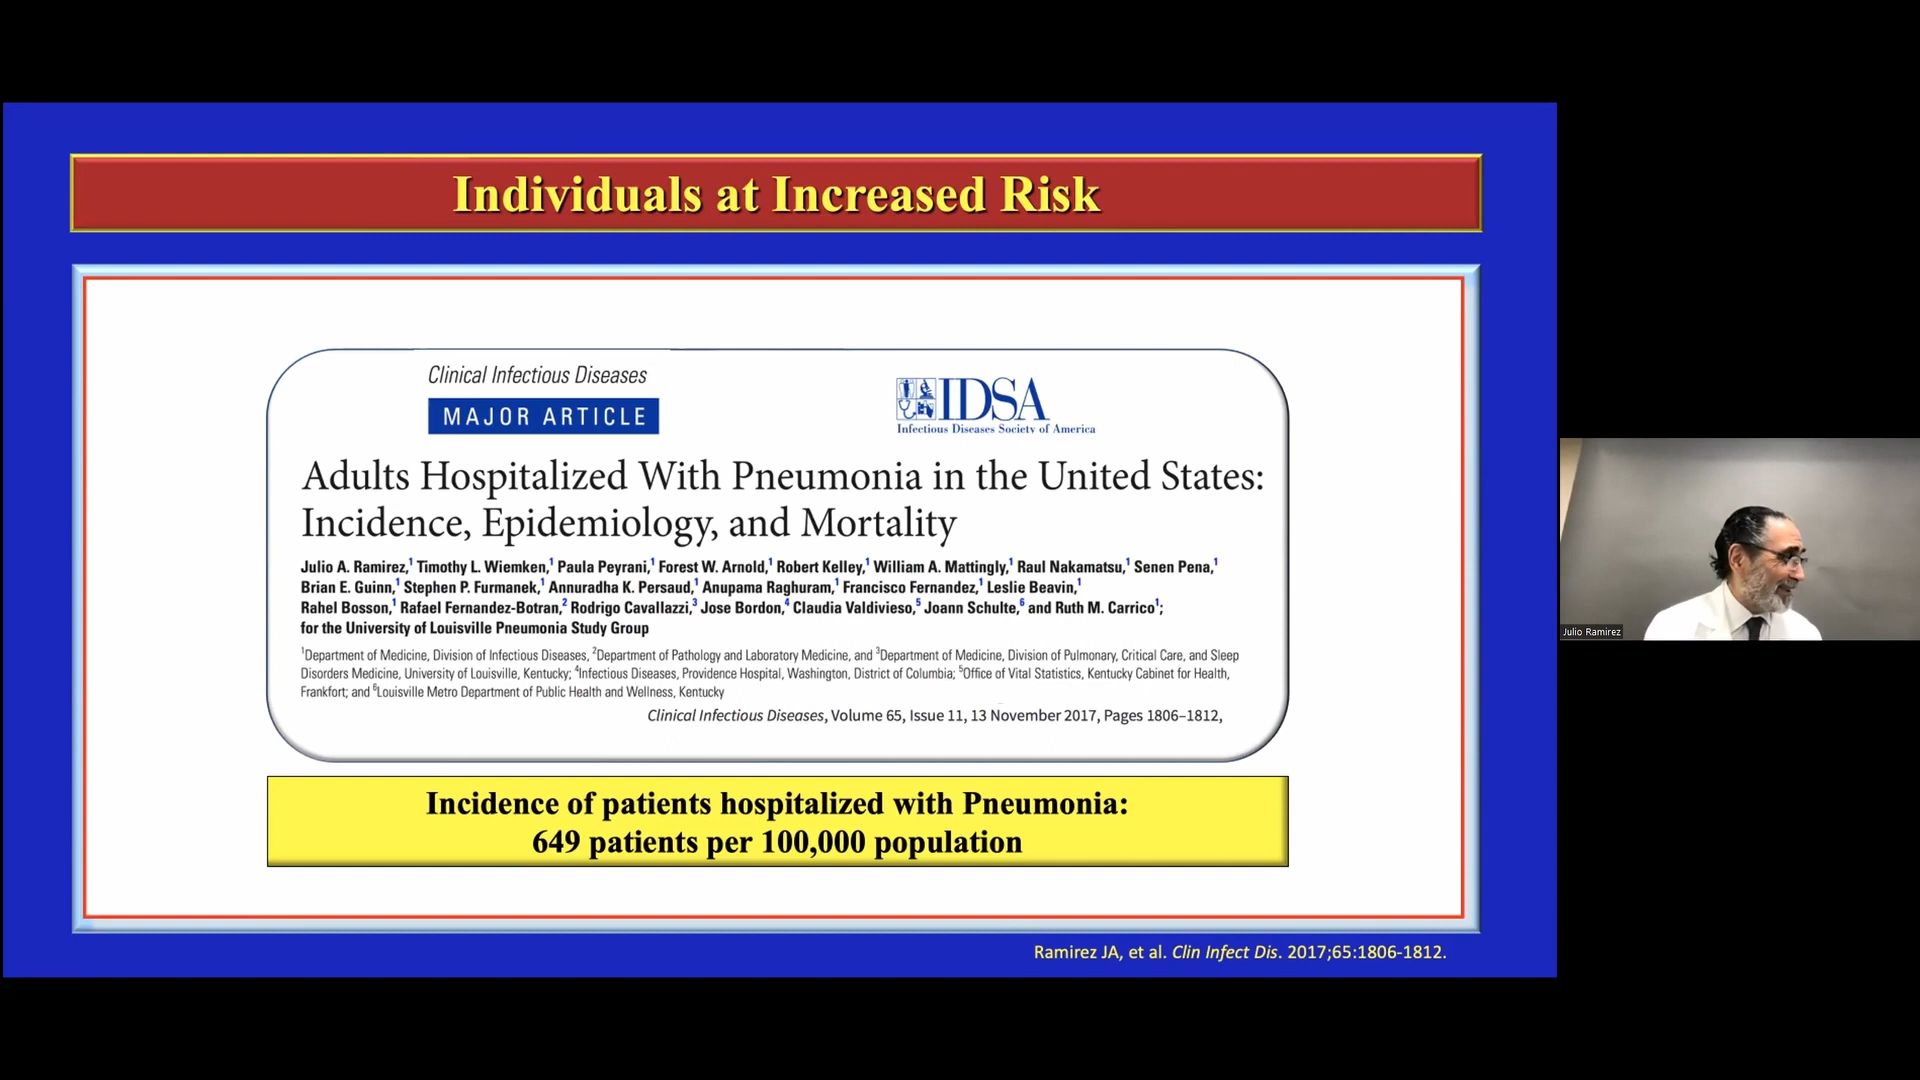 Individuals at Increased Risk
Clinical Infectious Diseases
MAJOR ARTICLE
IDSA
Infectious Diseases Society of America
Adults Hospitalized With Pneumonia in the United States:
Incidence, Epidemiology, and Mortality
Julio A. Ramirez,1 Timothy L. Wiemken,1 Paula Peyrani,1 Forest W. Arnold,1 Robert Kelley,1 William A. Mattingly,1 Raul Nakamatsu,1 Senen Pena,1
Brian E. Guinn,1 Stephen P. Furmanek,1 Annuradha K. Persaud,1 Anupama Raghuram,1 Francisco Fernandez,1 Leslie Beavin,1
Rahel Bosson,1 Rafael Fernandez-Botran,2 Rodrigo Cavallazzi,3 Jose Bordon,4 Claudia Valdivieso,5 Joann Schulte,6 and Ruth M. Carrico1;
for the University of Louisville Pneumonia Study Group
1Department of Medicine, Division of Infectious Diseases, 2Department of Pathology and Laboratory Medicine, and 3Department of Medicine, Division of Pulmonary, Critical Care, and Sleep
Disorders Medicine, University of Louisville, Kentucky; 4Infectious Diseases, Providence Hospital, Washington, District of Columbia; 5Office of Vital Statistics, Kentucky Cabinet for Health,
Frankfort; and 6Louisville Metro Department of Public Health and Wellness, Kentucky
Clinical Infectious Diseases, Volume 65, Issue 11, 13 November 2017, Pages 1806–1812,
Incidence of patients hospitalized with Pneumonia:
649 patients per 100,000 population
Ramirez JA, et al. Clin Infect Dis. 2017;65:1806-1812.
Julio Ramirez